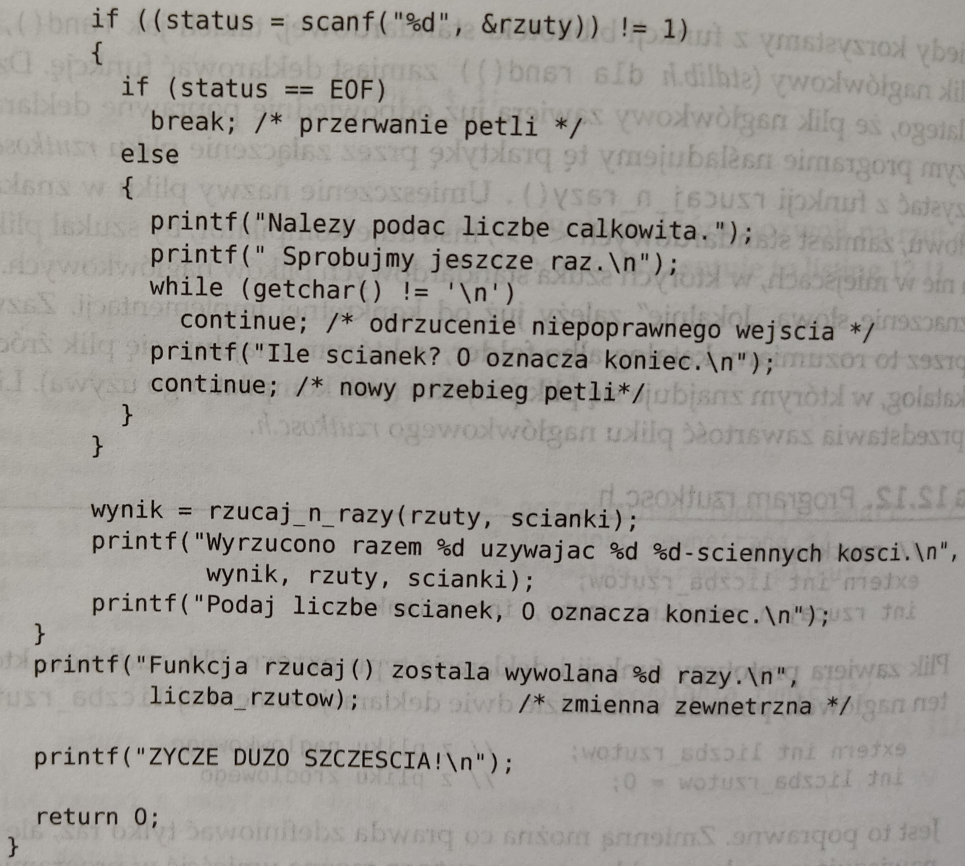 if ((status = scanf("%d", &rzuty)) != 1)
{
if (status == EOF)
break; /* przerwanie petli */
else
{
printf("Nalezy podac liczbe calkowita.");
printf(" Sprobujmy jeszcze raz.\n");
while (getchar() != '\n')
continue; /* odrzucenie niepoprawnego wejscia */
printf("Ile scianek? O oznacza koniec.\n");
continue; /* nowy przebieg petli*/
}
}
wynik = rzucaj_n_razy(rzuty, scianki);
printf("Wyrzucono razem %d uzywajac %d %d-sciennych kosci.\n",
wynik, rzuty, scianki);
printf("Podaj liczbe scianek, O oznacza koniec.\n");
}
printf("Funkcja rzucaj() zostala wywolana %d razy.\n",
liczba_rzutow); /* zmienna zewnetrzna */
printf("ZYCZE DUZO SZCZESCIA!\n");
return 0;
}